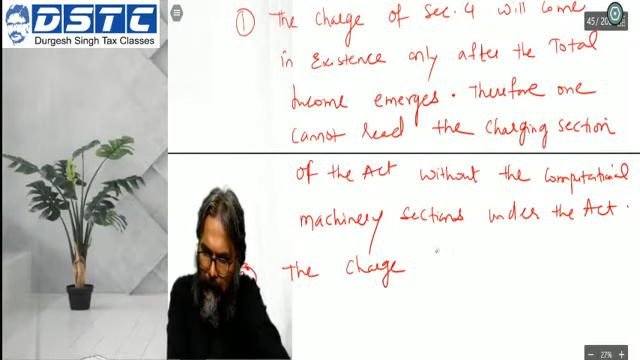 DSTC
Durgesh Singh Tax Classes
① The Charge of Sec. 4 will Come
in Existence only after the Total
Income emerges. Therefore one
cannot read the charging section
of the Act without the computational
machinery sections under the Act.
The Charge
45 / 20
27%